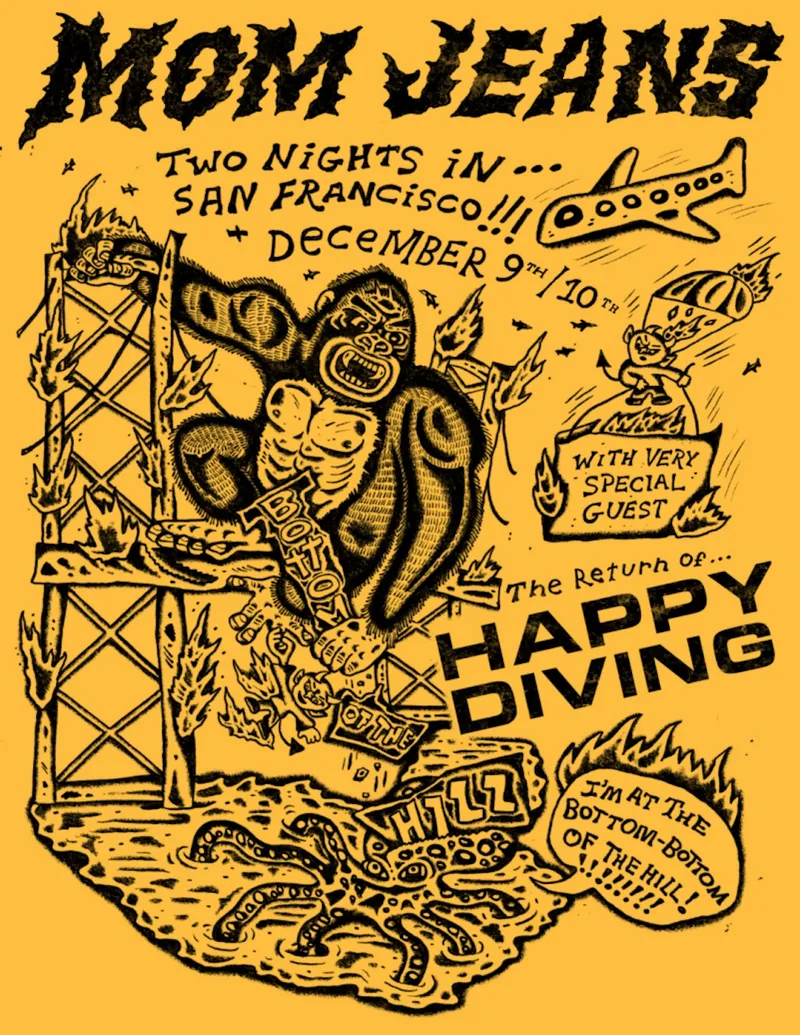 MOM JEANS
TWO NiGHTS iN...
SAN FRANCiSCO!!!
DeceMBER 9TH/10TH
WiTH VERY
SPECIAL
GUEST
The Return Of...
HAPPY
DIVING
BOTTOM
OF THE
HILL
I'M AT THE
BOTTOM-BOTTOM
OF THE HILL!
!!!!!!!!!